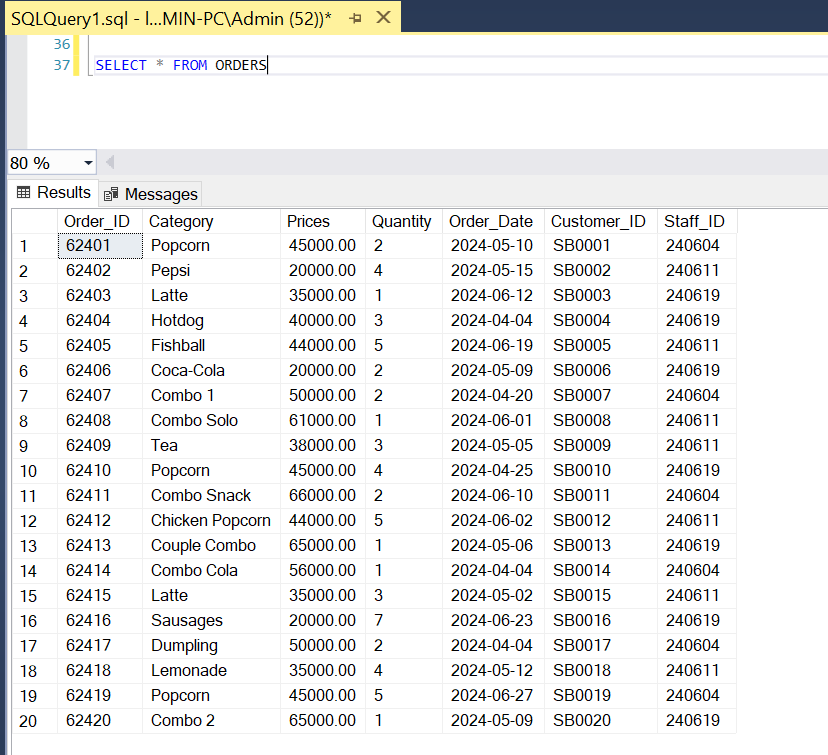 SQLQuery1.sql - l...MIN-PC\Admin (52))*
36
37 SELECT * FROM ORDERS
80 %
Results Messages
Order_ID Category Prices Quantity Order_Date Customer_ID Staff_ID
1 62401 Popcorn 45000.00 2 2024-05-10 SB0001 240604
2 62402 Pepsi 20000.00 4 2024-05-15 SB0002 240611
3 62403 Latte 35000.00 1 2024-06-12 SB0003 240619
4 62404 Hotdog 40000.00 3 2024-04-04 SB0004 240619
5 62405 Fishball 44000.00 5 2024-06-19 SB0005 240611
6 62406 Coca-Cola 20000.00 2 2024-05-09 SB0006 240619
7 62407 Combo 1 50000.00 2 2024-04-20 SB0007 240604
8 62408 Combo Solo 61000.00 1 2024-06-01 SB0008 240611
9 62409 Tea 38000.00 3 2024-05-05 SB0009 240611
10 62410 Popcorn 45000.00 4 2024-04-25 SB0010 240619
11 62411 Combo Snack 66000.00 2 2024-06-10 SB0011 240604
12 62412 Chicken Popcorn 44000.00 5 2024-06-02 SB0012 240611
13 62413 Couple Combo 65000.00 1 2024-05-06 SB0013 240619
14 62414 Combo Cola 56000.00 1 2024-04-04 SB0014 240604
15 62415 Latte 35000.00 3 2024-05-02 SB0015 240611
16 62416 Sausages 20000.00 7 2024-06-23 SB0016 240619
17 62417 Dumpling 50000.00 2 2024-04-04 SB0017 240604
18 62418 Lemonade 35000.00 4 2024-05-12 SB0018 240611
19 62419 Popcorn 45000.00 5 2024-06-27 SB0019 240604
20 62420 Combo 2 65000.00 1 2024-05-09 SB0020 240619